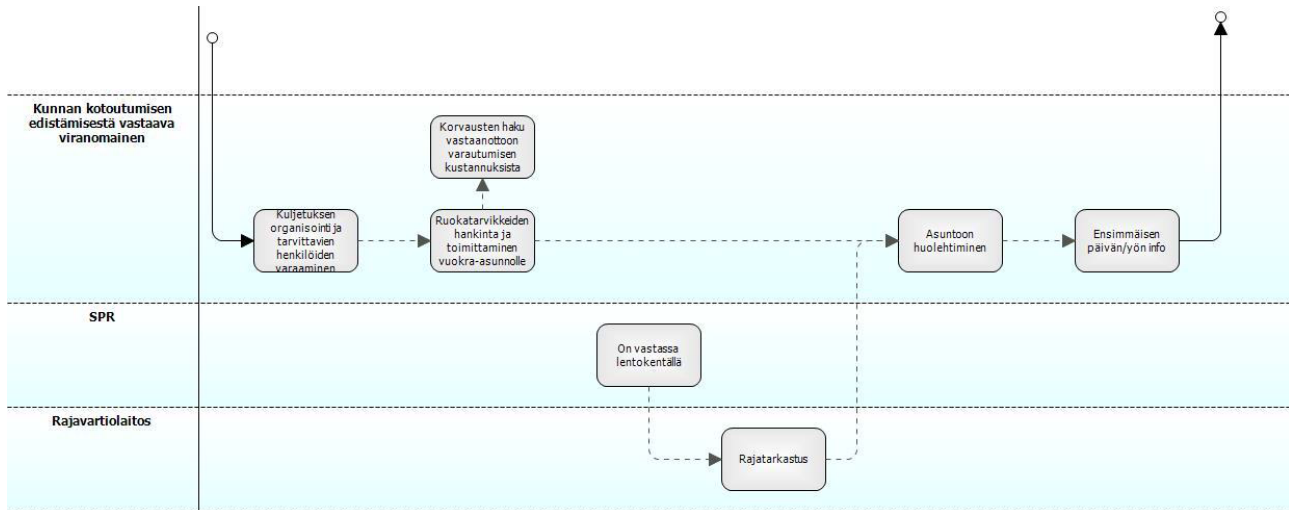 Kunnan kotoutumisen
edistämisestä vastaava
viranomainen
Korvausten haku
vastaanottoon
varautumisen
kustannuksista
Kuljetuksen
organisointi ja
tarvittavien
henkilöiden
varaaminen
Ruokatarvikkeiden
hankinta ja
toimittaminen
vuokra-asunnolle
Asuntoon
huolehtiminen
Ensimmäisen
päivän/yön info
SPR
On vastassa
lentokentällä
Rajavartiolaitos
Rajatarkastus